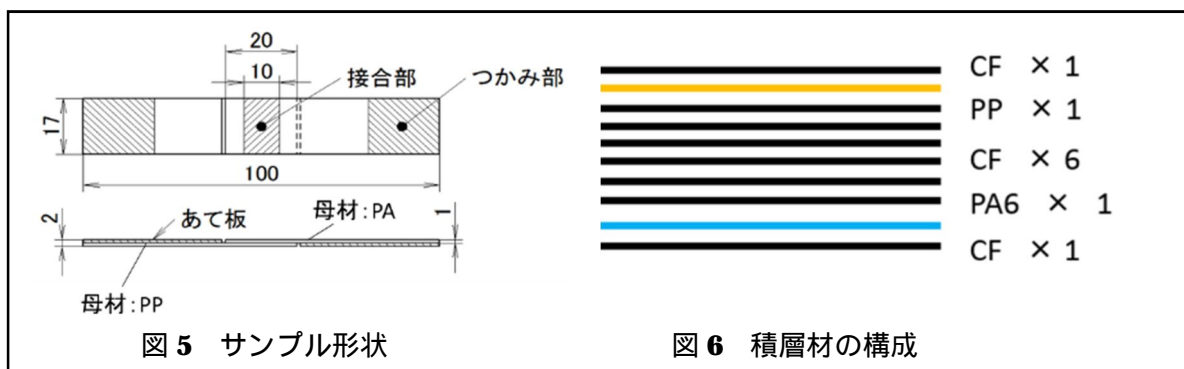 20
10
接合部
つかみ部
17
100
2
あて板
母材:PA
1
母材:PP
図 5 サンプル形状
CF × 1
PP × 1
CF × 6
PA6 × 1
CF × 1
図 6 積層材の構成